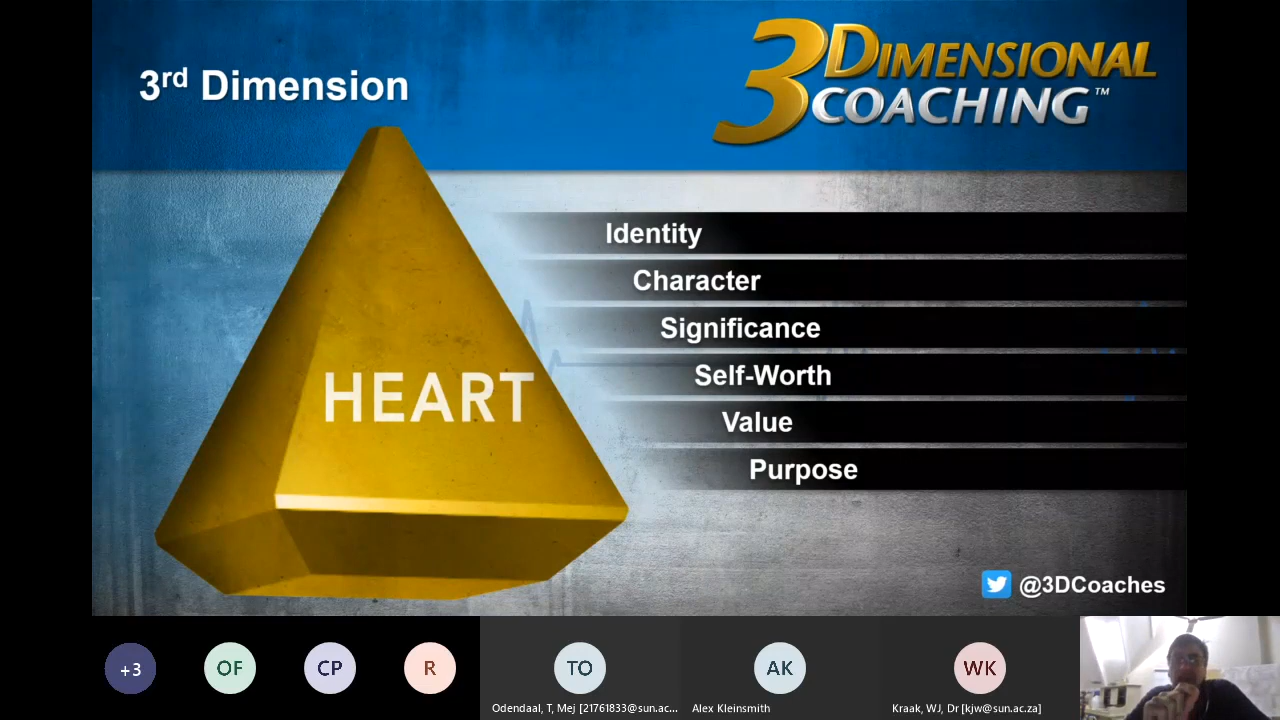 3rd Dimension
3DIMENSIONAL
COACHING™
Identity
Character
Significance
HEART
Self-Worth
Value
Purpose
@3DCoaches
+3
OF
CP
R
TO
AK
WK
Odendaal, T, Mej [21761833@sun.ac...
Alex Kleinsmith
Kraak, WJ, Dr [kjw@sun.ac.za]